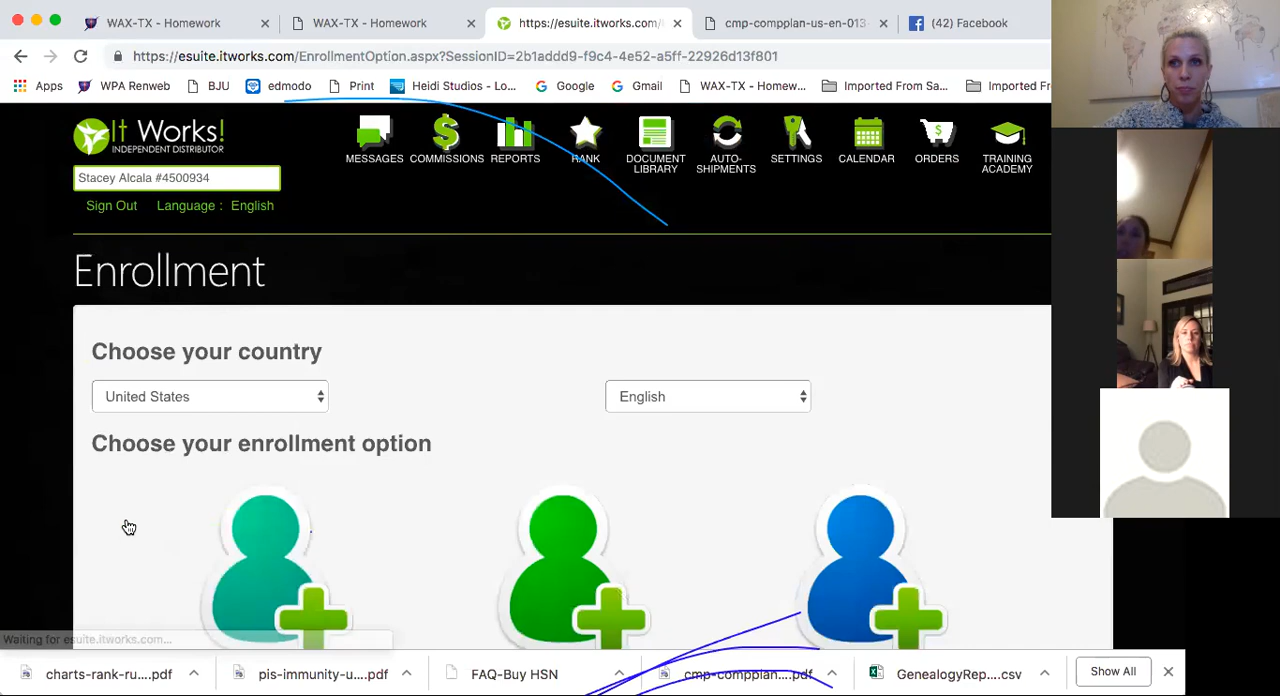 WAX-TX - Homework
WAX-TX - Homework
https://esuite.itworks.com/
cmp-compplan-us-en-013-
(42) Facebook
https://esuite.itworks.com/EnrollmentOption.aspx?SessionID=2b1addd9-f9c4-4e52-a5ff-22926d13f801
Apps WPA Renweb BJU edmodo Print Heidi Studios - Lo... Google Gmail WAX-TX - Homew... Imported From Sa... Imported Fr
It Works!
INDEPENDENT DISTRIBUTOR
MESSAGES COMMISSIONS REPORTS RANK DOCUMENT LIBRARY AUTO-SHIPMENTS SETTINGS CALENDAR ORDERS TRAINING ACADEMY
Stacey Alcala #4500934
Sign Out Language : English
Enrollment
Choose your country
United States English
Choose your enrollment option
Waiting for esuite.itworks.com...
charts-rank-ru....pdf pis-immunity-u....pdf FAQ-Buy HSN cmp-compplan....pdf GenealogyRep....csv Show All